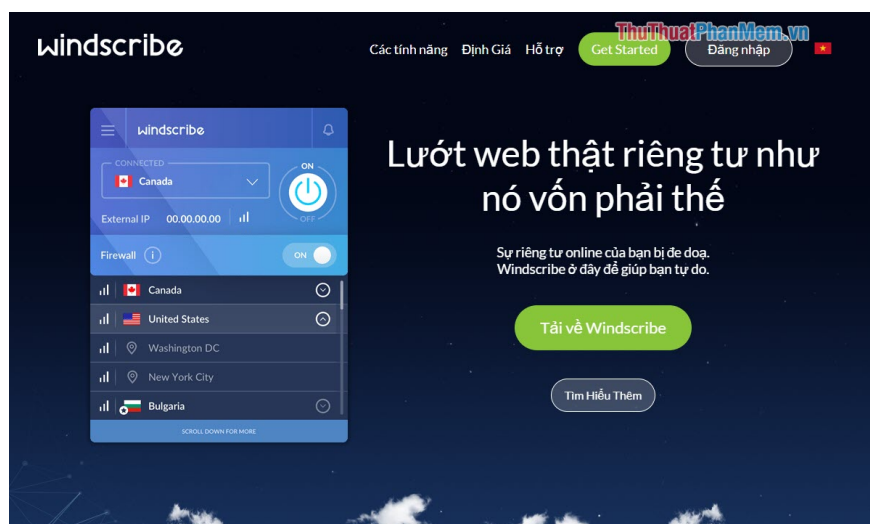 windscribe
Các tính năng Định Giá Hỗ trợ Get Started Đăng nhập
ThuThuatPhanMem.vn
windscribe
CONNECTED
ON
Canada
External IP 00.00.00.00
OFF
Firewall i ON
Canada
United States
Washington DC
New York City
Bulgaria
SCROLL DOWN FOR MORE
Lướt web thật riêng tư như
nó vốn phải thế
Sự riêng tư online của bạn bị đe doạ.
Windscribe ở đây để giúp bạn tự do.
Tải về Windscribe
Tìm Hiểu Thêm